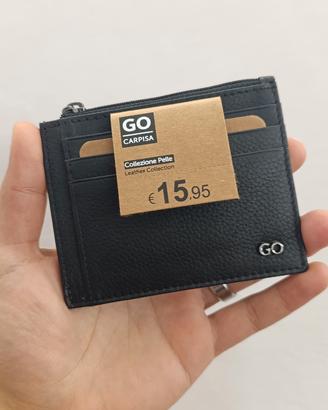 GO
CARPISA
Collezione Pelle
Leather Collection
€15.95
GO